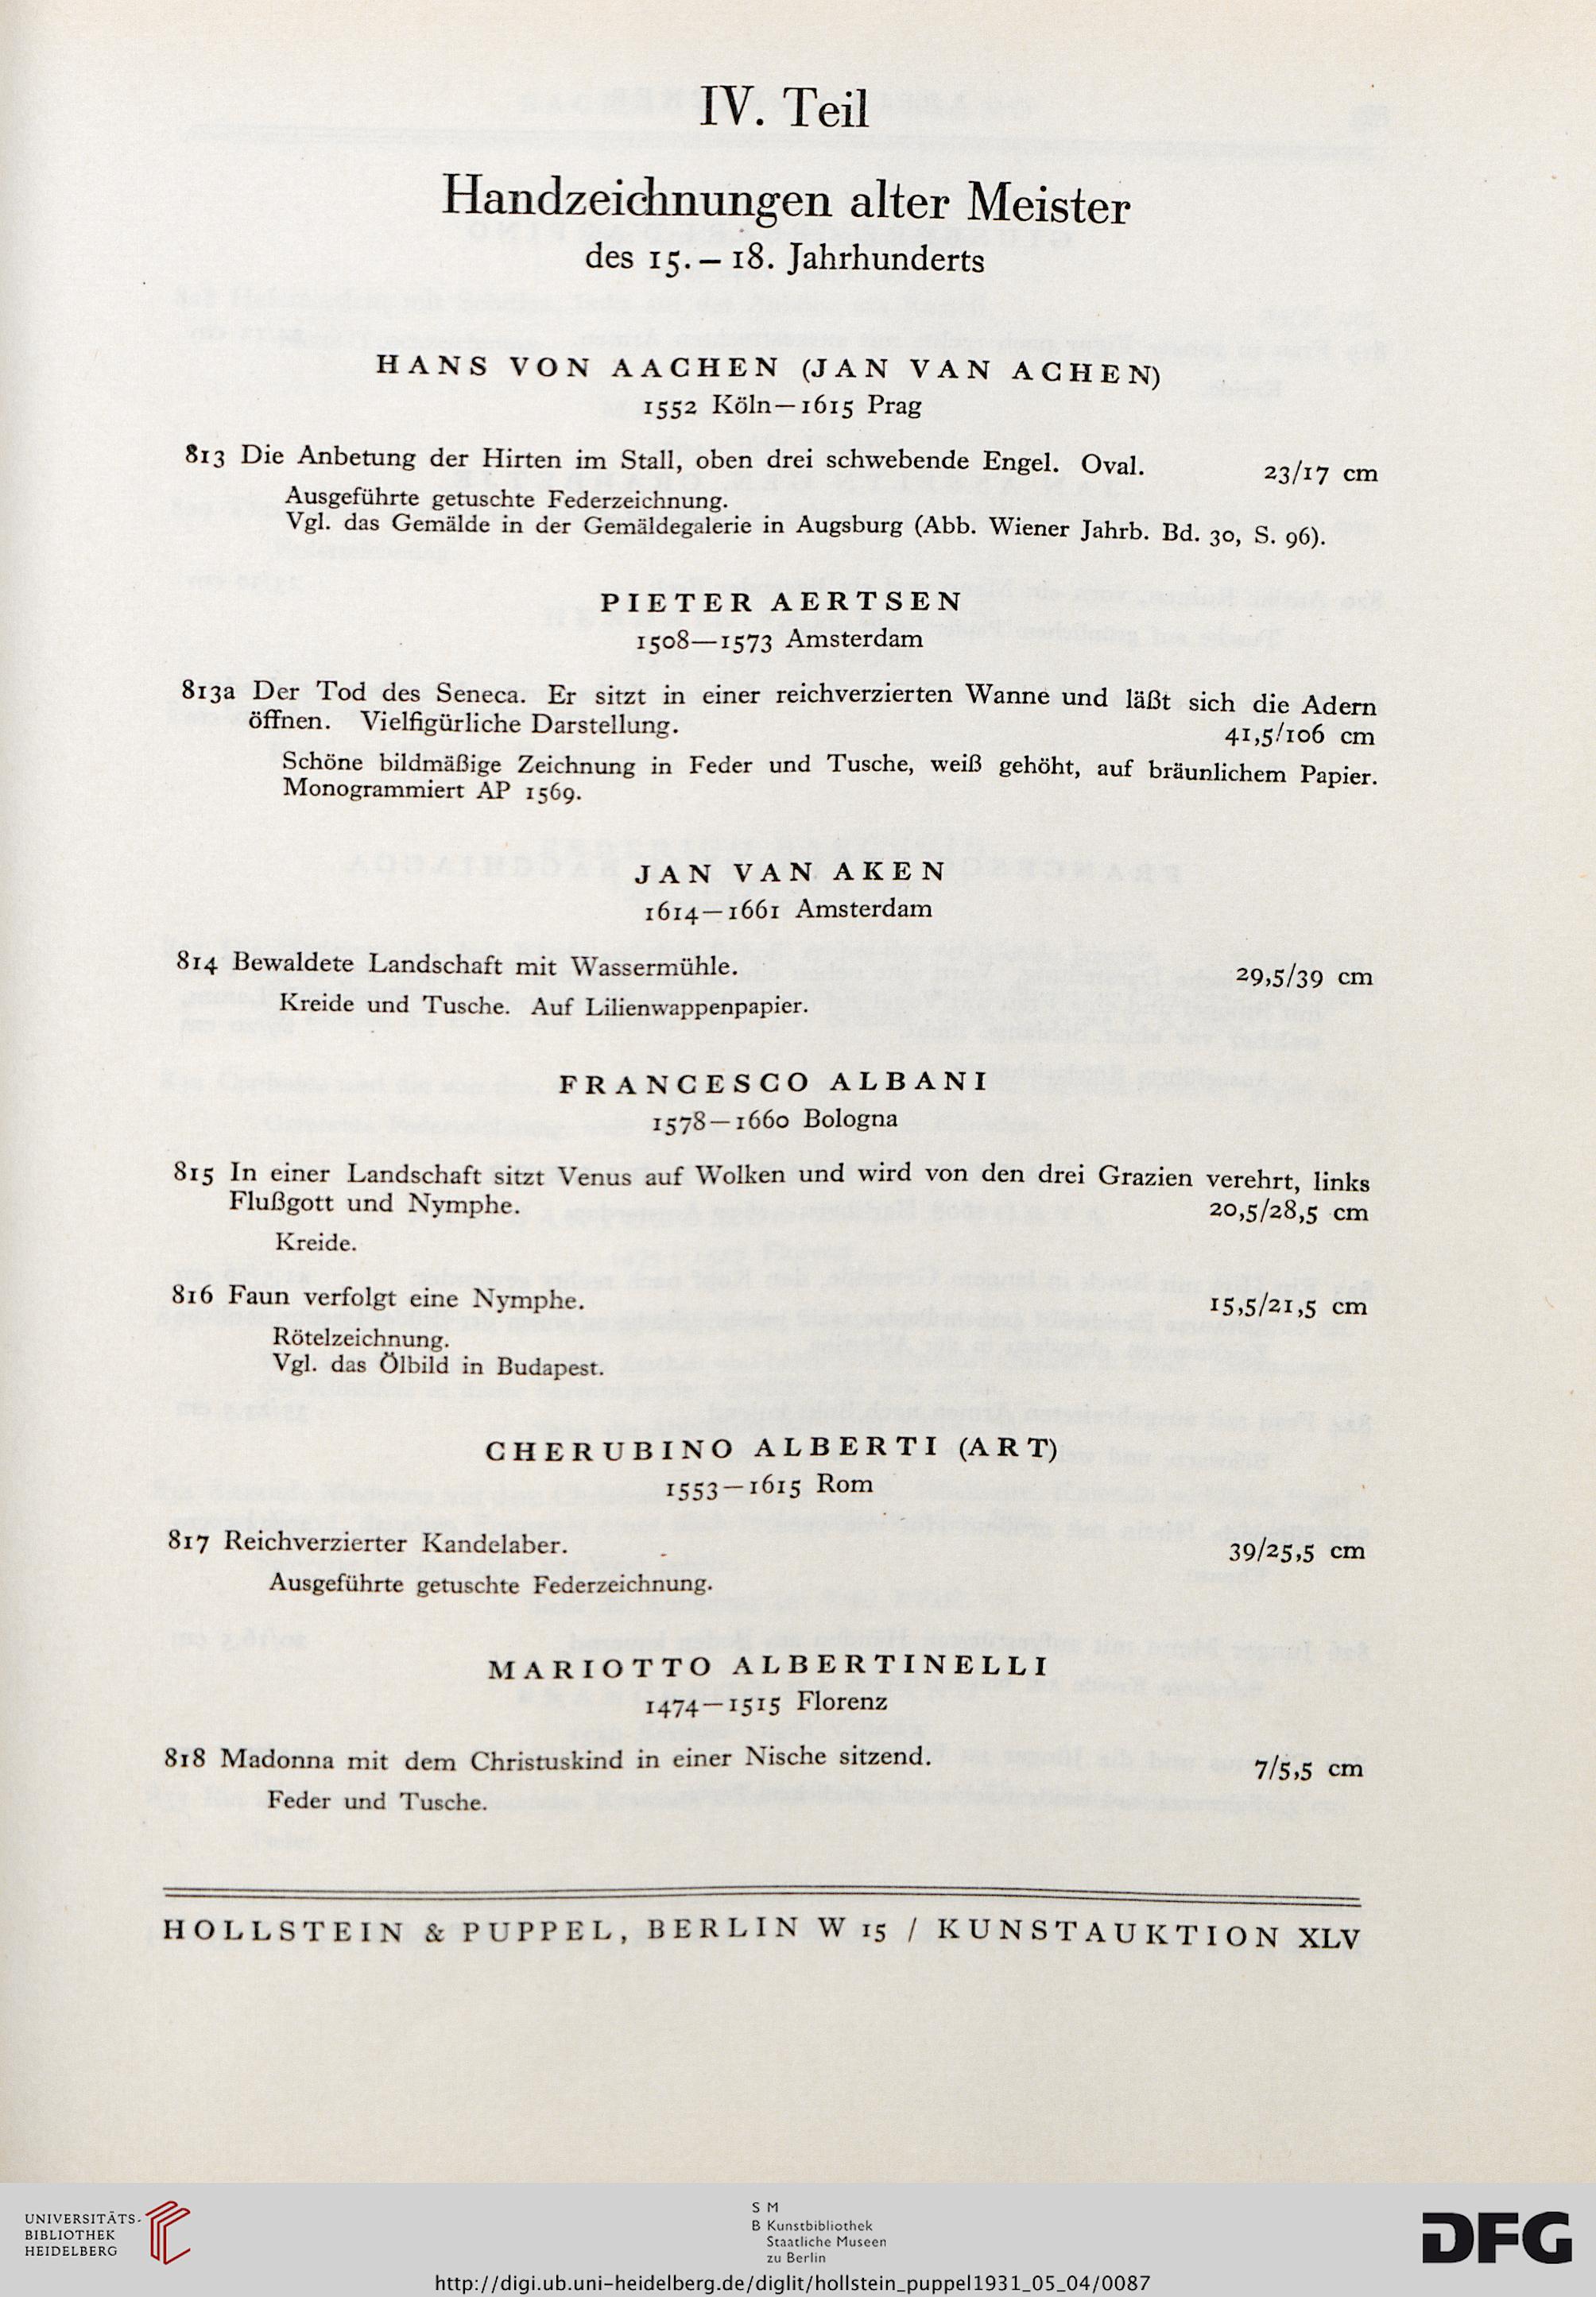 IV. Teil
Handzeichnungen alter Meister
des 15. – 18. Jahrhunderts
HANS VON AACHEN (JAN VAN ACHEN)
1552 Köln—1615 Prag
813 Die Anbetung der Hirten im Stall, oben drei schwebende Engel. Oval. 23/17 cm
Ausgeführte getuschte Federzeichnung.
Vgl. das Gemälde in der Gemäldegalerie in Augsburg (Abb. Wiener Jahrb. Bd. 30, S. 96).
PIETER AERTSEN
1508—1573 Amsterdam
813a Der Tod des Seneca. Er sitzt in einer reichverzierten Wanne und läßt sich die Adern
öffnen. Vielfigürliche Darstellung. 41,5/106 cm
Schöne bildmäßige Zeichnung in Feder und Tusche, weiß gehöht, auf bräunlichem Papier.
Monogrammiert AP 1569.
JAN VAN AKEN
1614—1661 Amsterdam
814 Bewaldete Landschaft mit Wassermühle. 29,5/39 cm
Kreide und Tusche. Auf Lilienwappenpapier.
FRANCESCO ALBANI
1578—1660 Bologna
815 In einer Landschaft sitzt Venus auf Wolken und wird von den drei Grazien verehrt, links
Flußgott und Nymphe. 20,5/28,5 cm
Kreide.
816 Faun verfolgt eine Nymphe. 15,5/21,5 cm
Rötelzeichnung.
Vgl. das Ölbild in Budapest.
CHERUBINO ALBERTI (ART)
1553—1615 Rom
817 Reichverzierter Kandelaber. 39/25,5 cm
Ausgeführte getuschte Federzeichnung.
MARIOTTO ALBERTINELLI
1474—1515 Florenz
818 Madonna mit dem Christuskind in einer Nische sitzend. 7/5,5 cm
Feder und Tusche.
HOLLSTEIN & PUPPEL, BERLIN W 15 / KUNSTAUKTION XLV
UNIVERSITÄTS-
BIBLIOTHEK
HEIDELBERG
S M
B Kunstbibliothek
Staatliche Museen
zu Berlin
DFG
http://digi.ub.uni-heidelberg.de/diglit/hollstein_puppel1931_05_04/0087